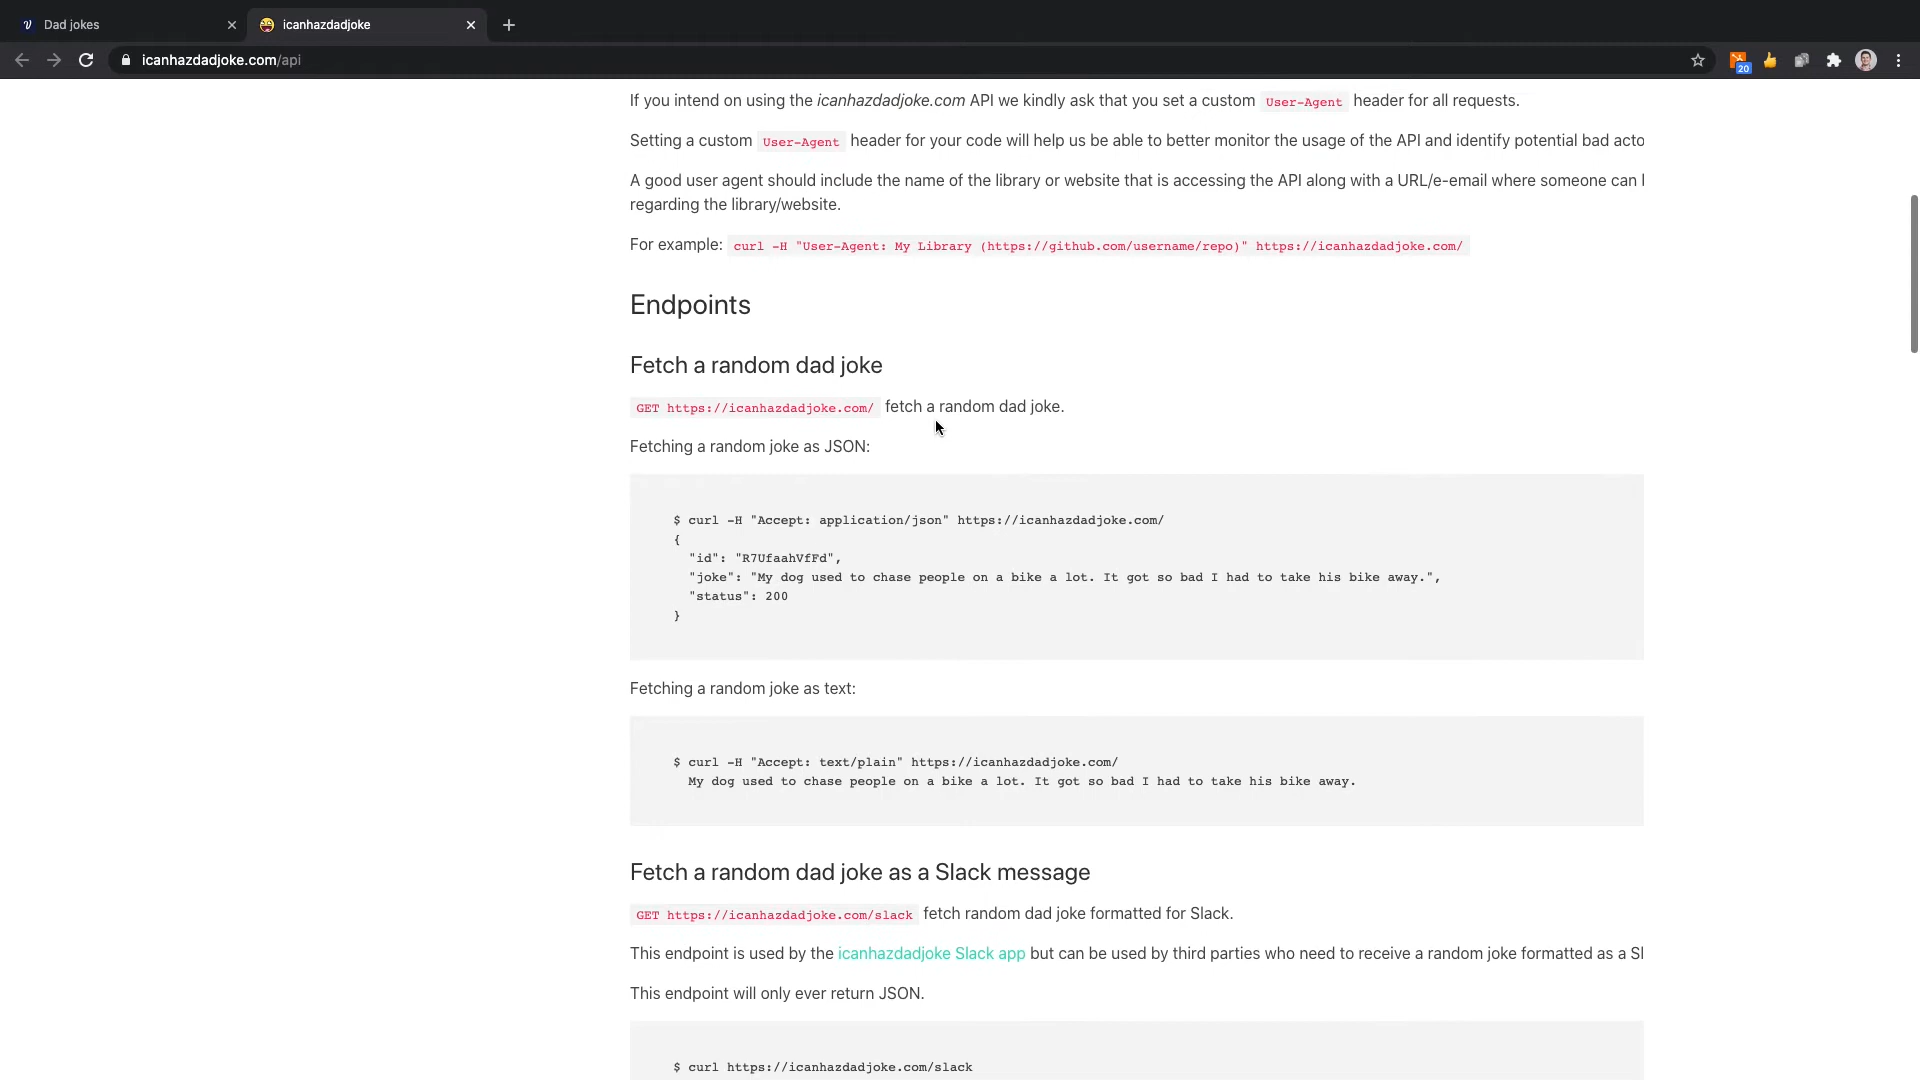 Dad jokes
icanhazdadjoke
icanhazdadjoke.com/api
20
If you intend on using the icanhazdadjoke.com API we kindly ask that you set a custom User-Agent header for all requests.
Setting a custom User-Agent header for your code will help us be able to better monitor the usage of the API and identify potential bad acto
A good user agent should include the name of the library or website that is accessing the API along with a URL/e-email where someone can
regarding the library/website.
For example: curl -H "User-Agent: My Library (https://github.com/username/repo)" https://icanhazdadjoke.com/
Endpoints
Fetch a random dad joke
GET https://icanhazdadjoke.com/ fetch a random dad joke.
Fetching a random joke as JSON:
$ curl -H "Accept: application/json" https://icanhazdadjoke.com/
{
"id": "R7UfaahVfFd",
"joke": "My dog used to chase people on a bike a lot. It got so bad I had to take his bike away.",
"status": 200
}
Fetching a random joke as text:
$ curl -H "Accept: text/plain" https://icanhazdadjoke.com/
My dog used to chase people on a bike a lot. It got so bad I had to take his bike away.
Fetch a random dad joke as a Slack message
GET https://icanhazdadjoke.com/slack fetch random dad joke formatted for Slack.
This endpoint is used by the icanhazdadjoke Slack app but can be used by third parties who need to receive a random joke formatted as a Sl
This endpoint will only ever return JSON.
$ curl https://icanhazdadjoke.com/slack